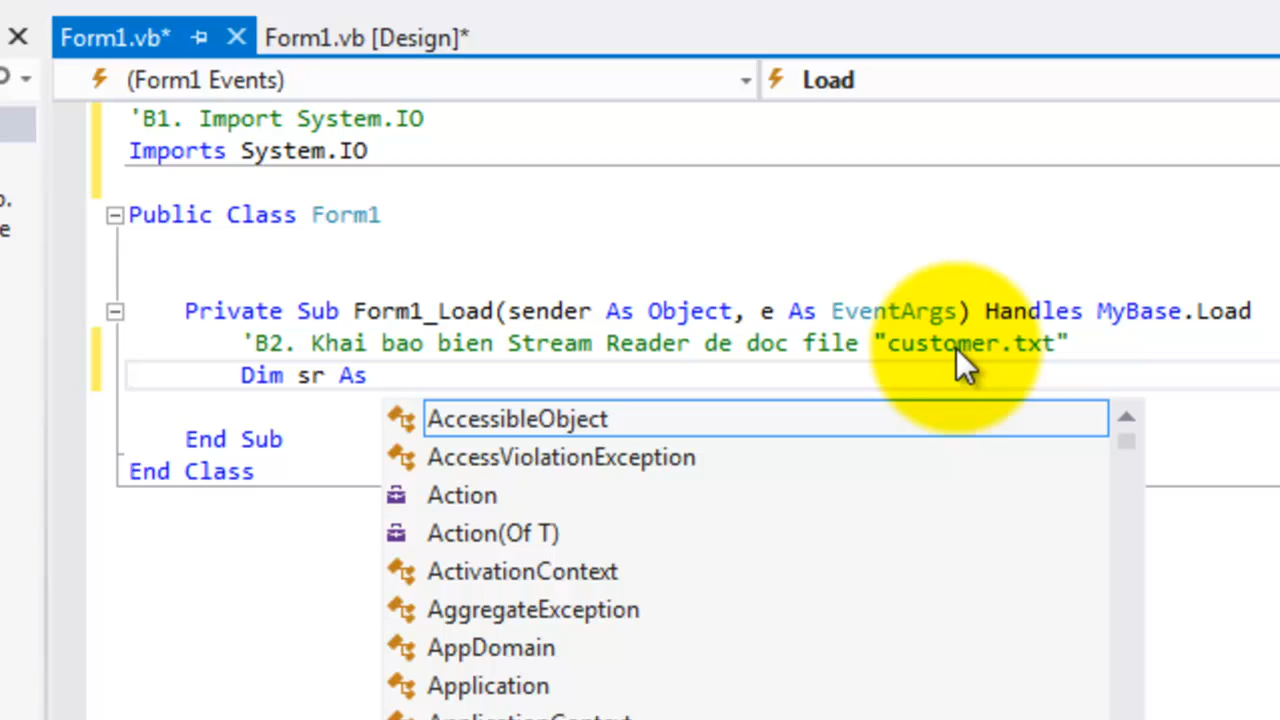 Form1.vb* Form1.vb [Design]*
(Form1 Events) Load
'B1. Import System.IO
Imports System.IO
Public Class Form1
Private Sub Form1_Load(sender As Object, e As EventArgs) Handles MyBase.Load
'B2. Khai bao bien Stream Reader de doc file "customer.txt"
Dim sr As
End Sub
End Class
AccessibleObject
AccessViolationException
Action
Action(Of T)
ActivationContext
AggregateException
AppDomain
Application